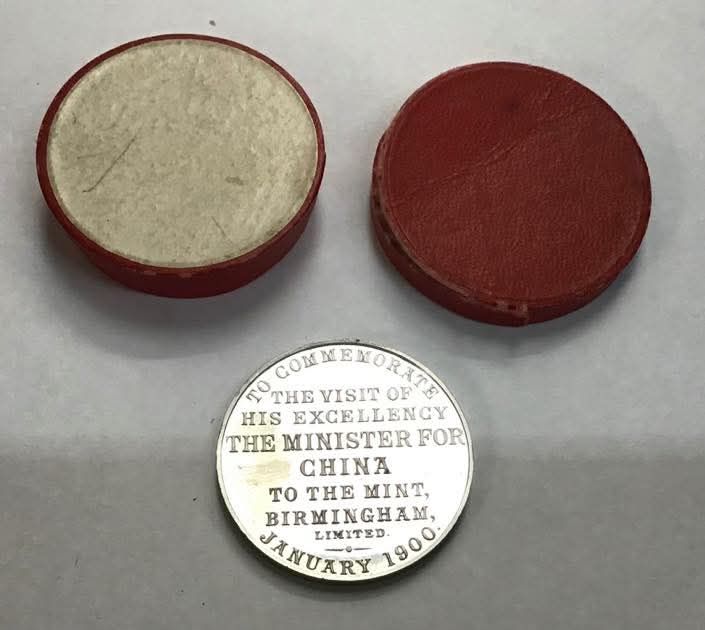 TO COMMEMORATE
THE VISIT OF
HIS EXCELLENCY
THE MINISTER FOR
CHINA
TO THE MINT,
BIRMINGHAM,
LIMITED.
JANUARY 1900.